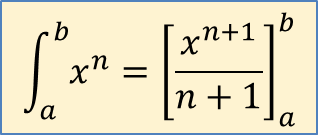 ∫_a^b x^n = [x^{n+1}/(n + 1)]_a^b